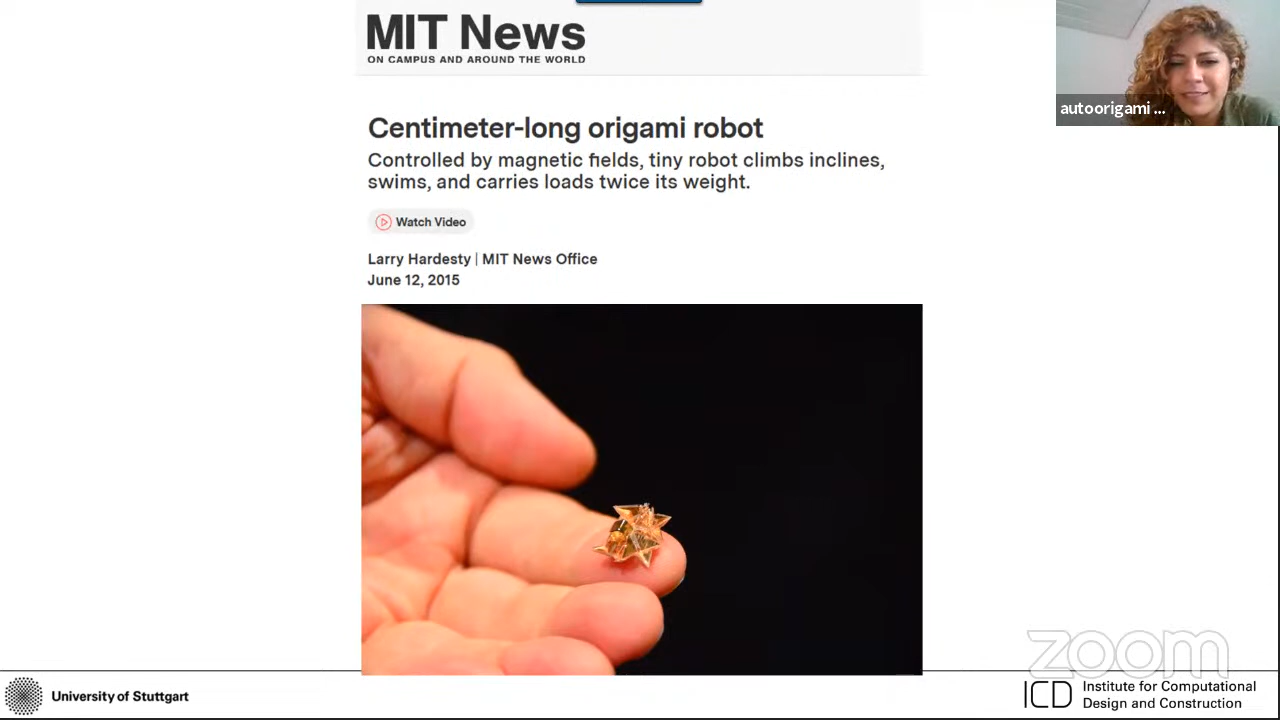 MIT News
ON CAMPUS AND AROUND THE WORLD
autoorigami ...
Centimeter-long origami robot
Controlled by magnetic fields, tiny robot climbs inclines,
swims, and carries loads twice its weight.
Watch Video
Larry Hardesty | MIT News Office
June 12, 2015
zoom
University of Stuttgart
ICD
Institute for Computational
Design and Construction